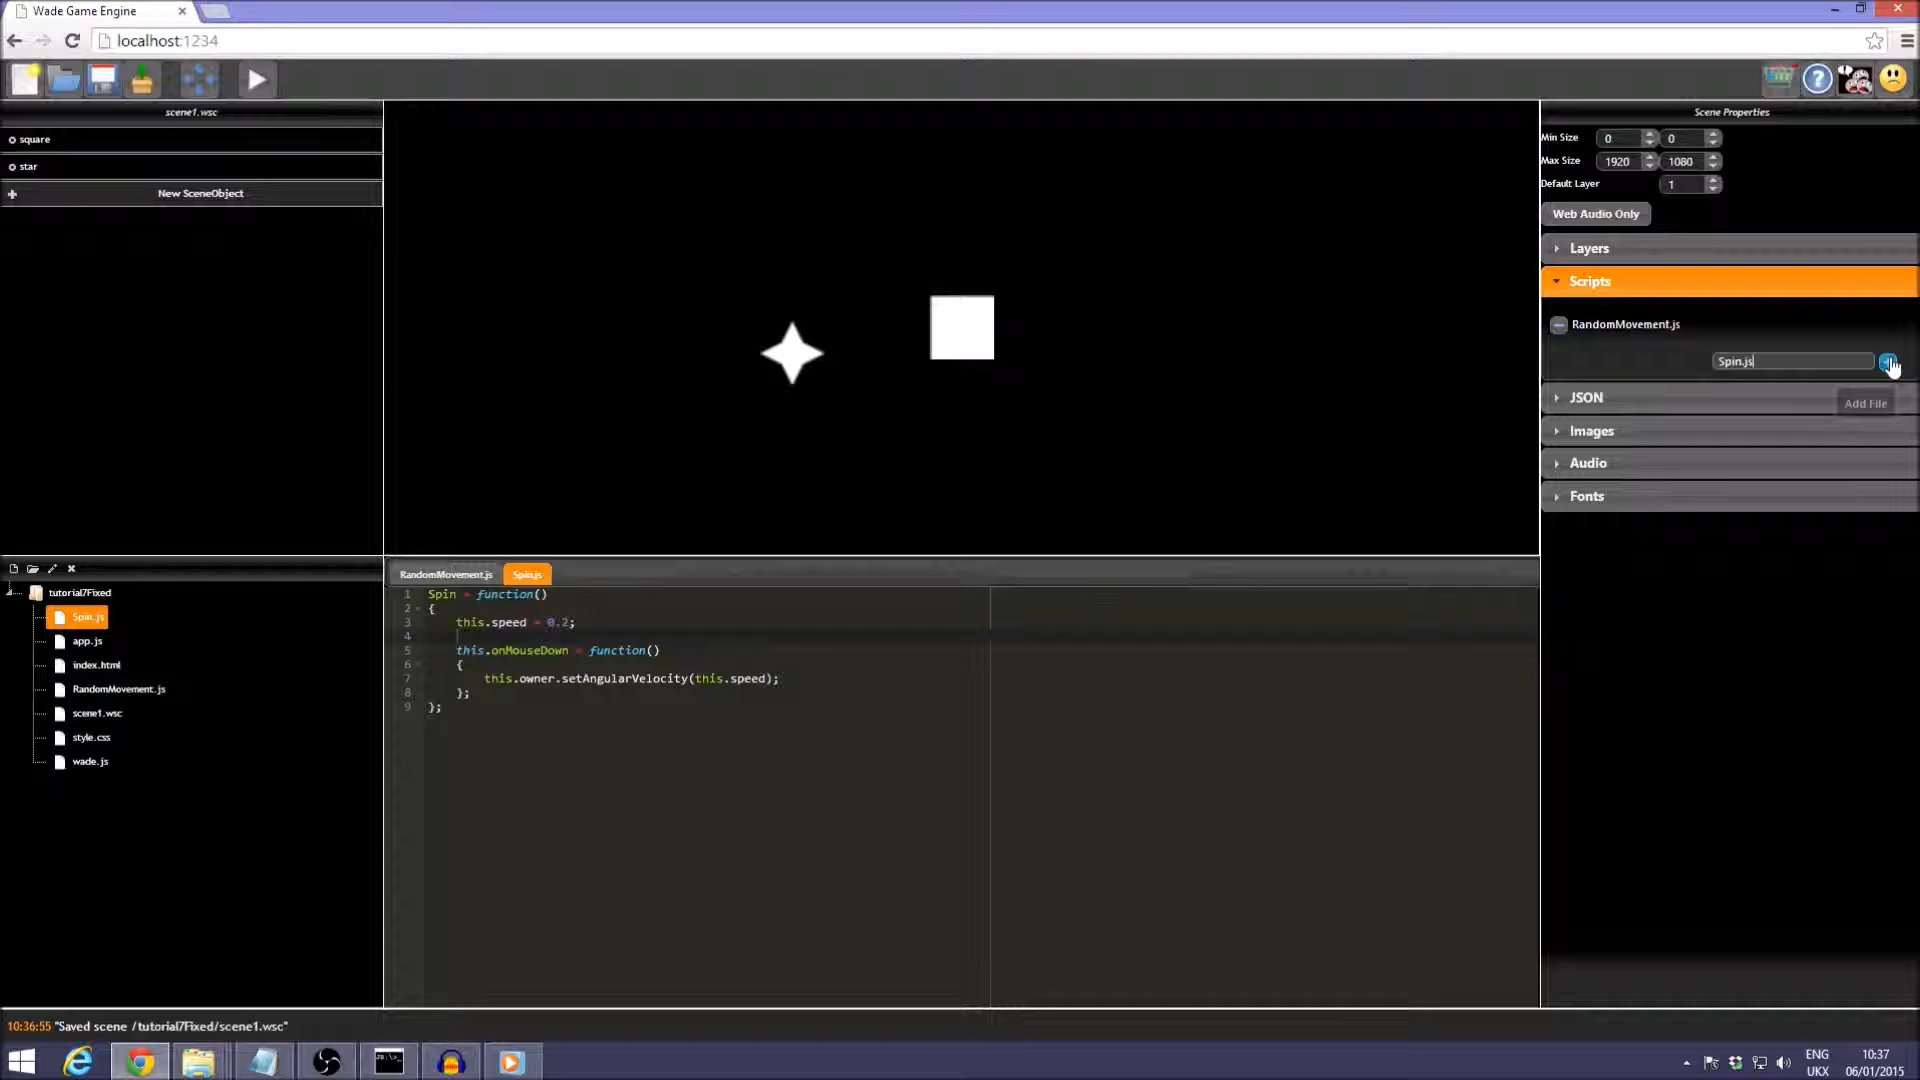 Wade Game Engine
localhost:1234
scene1.wsc
square
star
New SceneObject
Scene Properties
Min Size 0 0
Max Size 1920 1080
Default Layer 1
Web Audio Only
Layers
Scripts
RandomMovement.js
Spin.js
JSON
Add File
Images
Audio
Fonts
tutorial7Fixed
Spin.js
app.js
index.html
RandomMovement.js
scene1.wsc
style.css
wade.js
RandomMovement.js Spin.js
1 Spin = function()
2 {
3 this.speed = 0.2;
4
5 this.onMouseDown = function()
6 {
7 this.owner.setAngularVelocity(this.speed);
8 };
9 };
10:36:55 "Saved scene /tutorial7Fixed/scene1.wsc"
ENG 10:37
UKX 06/01/2015